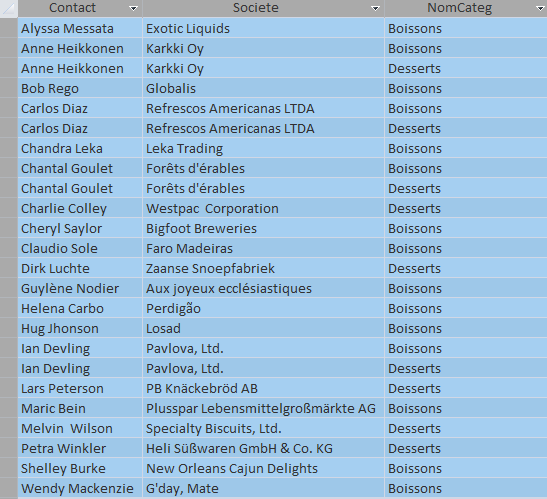 Contact Societe NomCateg
Alyssa Messata Exotic Liquids Boissons
Anne Heikkonen Karkki Oy Boissons
Anne Heikkonen Karkki Oy Desserts
Bob Rego Globalis Boissons
Carlos Diaz Refrescos Americanas LTDA Boissons
Carlos Diaz Refrescos Americanas LTDA Desserts
Chandra Leka Leka Trading Boissons
Chantal Goulet Forêts d'érables Boissons
Chantal Goulet Forêts d'érables Desserts
Charlie Colley Westpac  Corporation Desserts
Cheryl Saylor Bigfoot Breweries Boissons
Claudio Sole Faro Madeiras Boissons
Dirk Luchte Zaanse Snoepfabriek Desserts
Guylène Nodier Aux joyeux ecclésiastiques Boissons
Helena Carbo Perdigão Boissons
Hug Jhonson Losad Boissons
Ian Devling Pavlova, Ltd. Boissons
Ian Devling Pavlova, Ltd. Desserts
Lars Peterson PB Knäckebröd AB Desserts
Maric Bein Plusspar Lebensmittelgroßmärkte AG Boissons
Melvin  Wilson Specialty Biscuits, Ltd. Desserts
Petra Winkler Heli Süßwaren GmbH & Co. KG Desserts
Shelley Burke New Orleans Cajun Delights Boissons
Wendy Mackenzie G'day, Mate Boissons